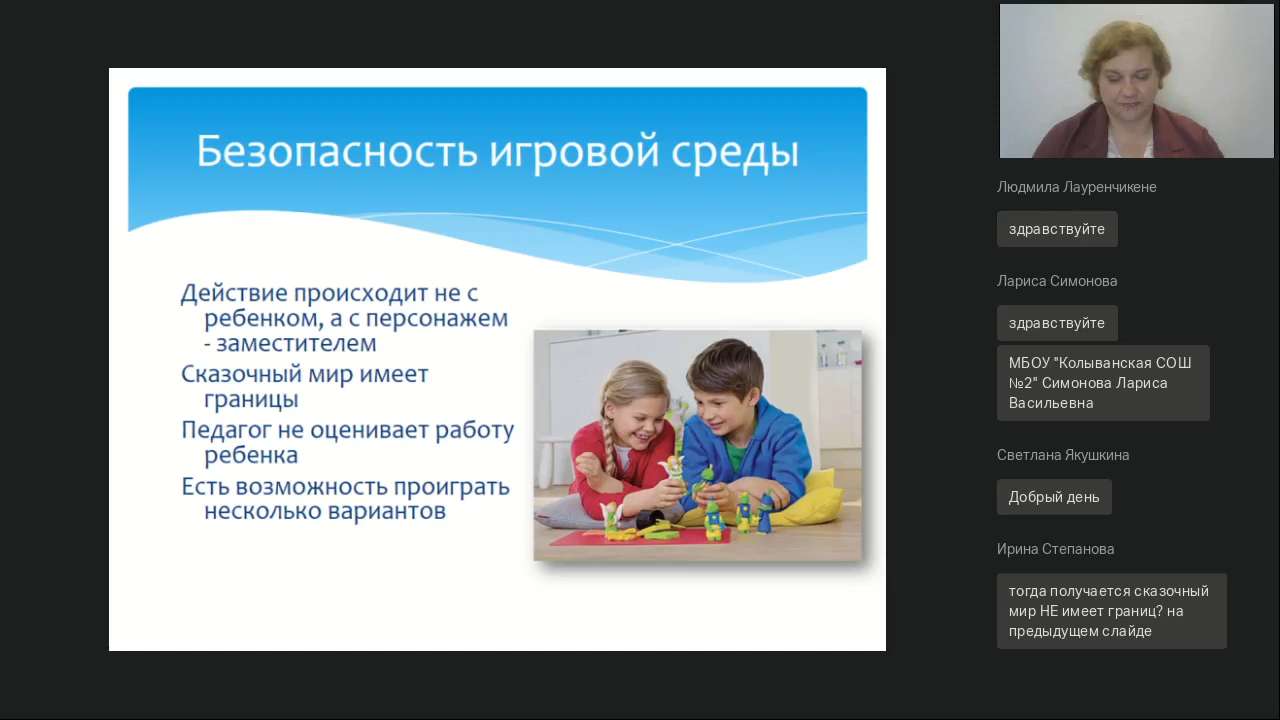 Безопасность игровой среды
Действие происходит не с
ребенком, а с персонажем
- заместителем
Сказочный мир имеет
границы
Педагог не оценивает работу
ребенка
Есть возможность проиграть
несколько вариантов
Людмила Лауренчикене
здравствуйте
Лариса Симонова
здравствуйте
МБОУ "Колыванская СОШ
№2" Симонова Лариса
Васильевна
Светлана Якушкина
Добрый день
Ирина Степанова
тогда получается сказочный
мир НЕ имеет границ? на
предыдущем слайде